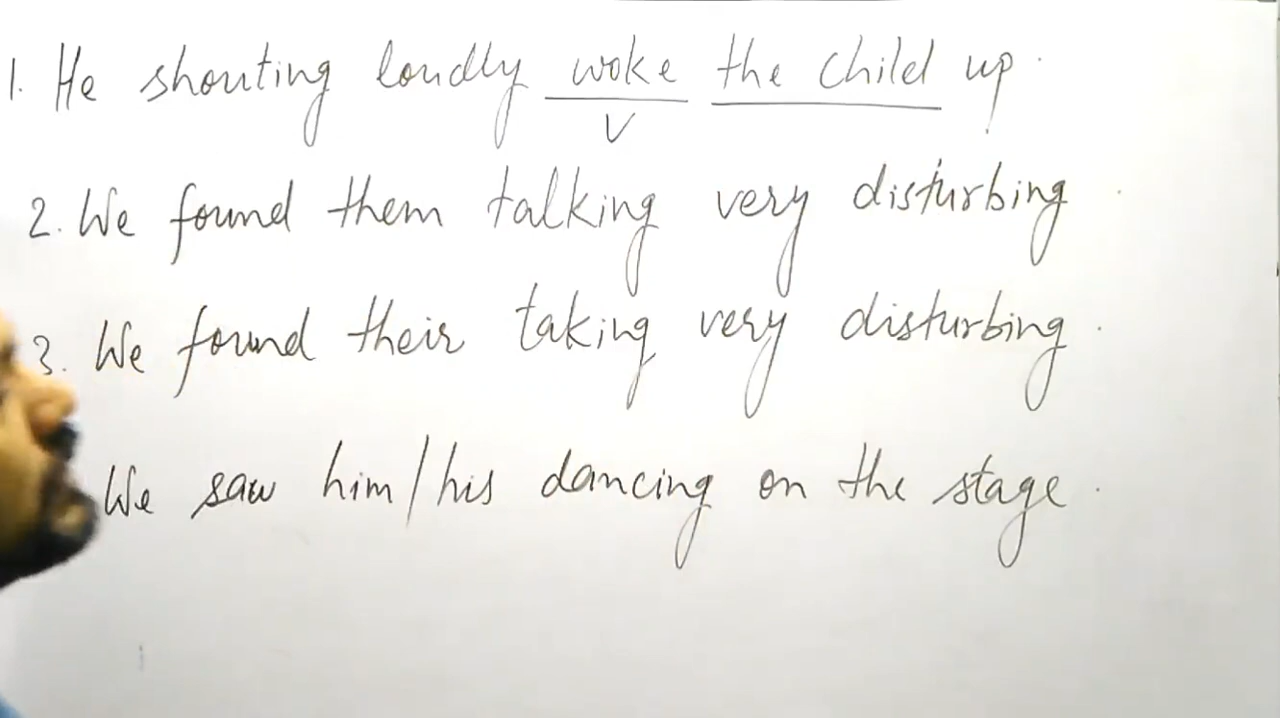 1. He shouting loudly woke the child up.
V
2. We found them talking very disturbing.
3. We found their taking very disturbing.
We saw him/his dancing on the stage.